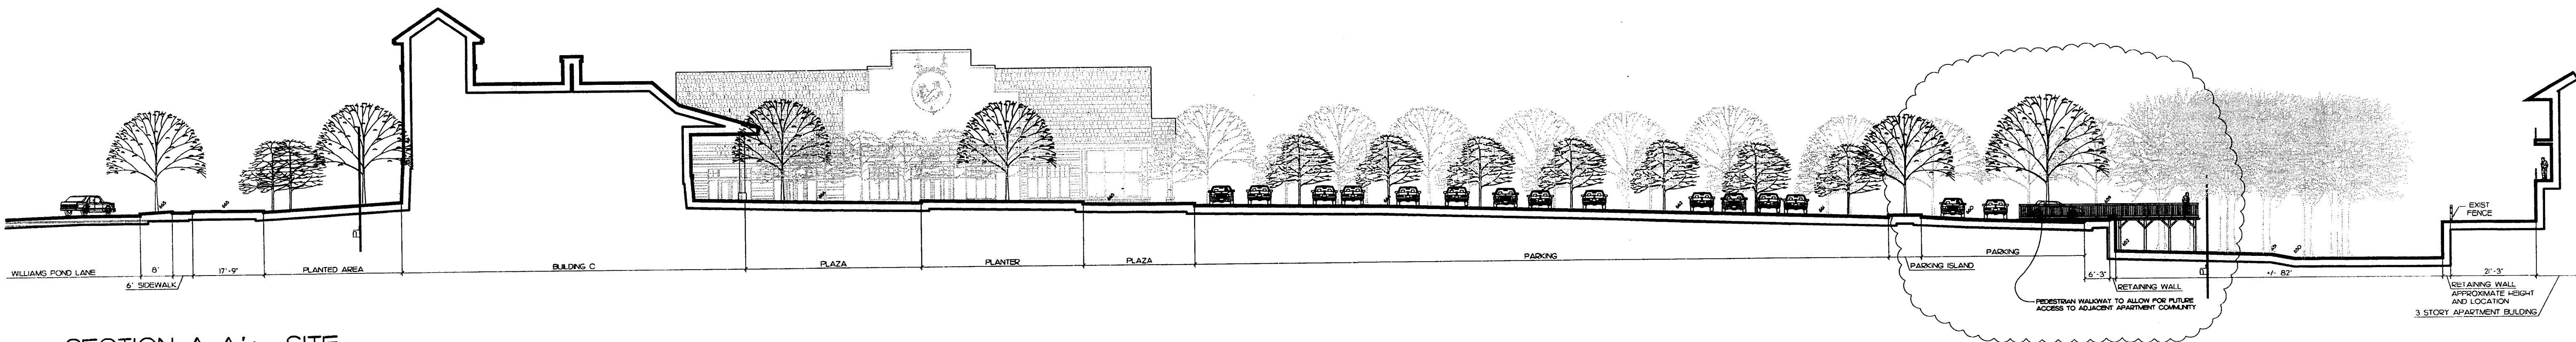 WILLIAMS POND LANE
8'
6' SIDEWALK
17'-9"
PLANTED AREA
BUILDING C
PLAZA
PLANTER
PLAZA
PARKING
PARKING ISLAND
PARKING
6'-3"
RETAINING WALL
PEDESTRIAN WALKWAY TO ALLOW FOR FUTURE
ACCESS TO ADJACENT APARTMENT COMMUNITY
+/- 82'
EXIST
FENCE
RETAINING WALL
APPROXIMATE HEIGHT
AND LOCATION
21'-3"
3 STORY APARTMENT BUILDING
SECTION A-A' - SITE